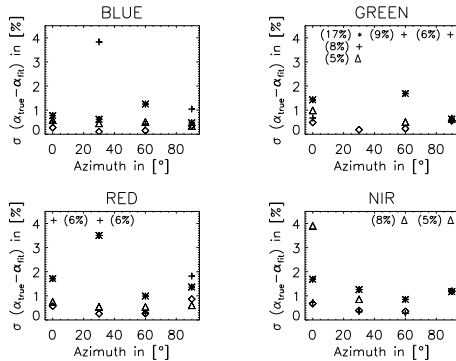 BLUE
GREEN
σ (α_true−α_fit) in [%]
4
3
2
1
0
0 20 40 60 80
Azimuth in [°]
σ (α_true−α_fit) in [%]
4
3
2
1
0
(17%) (9%) (6%)
(8%)
(5%)
0 20 40 60 80
Azimuth in [°]
RED
NIR
σ (α_true−α_fit) in [%]
4
3
2
1
0
(6%) (6%)
0 20 40 60 80
Azimuth in [°]
σ (α_true−α_fit) in [%]
4
3
2
1
0
(8%) (5%)
0 20 40 60 80
Azimuth in [°]